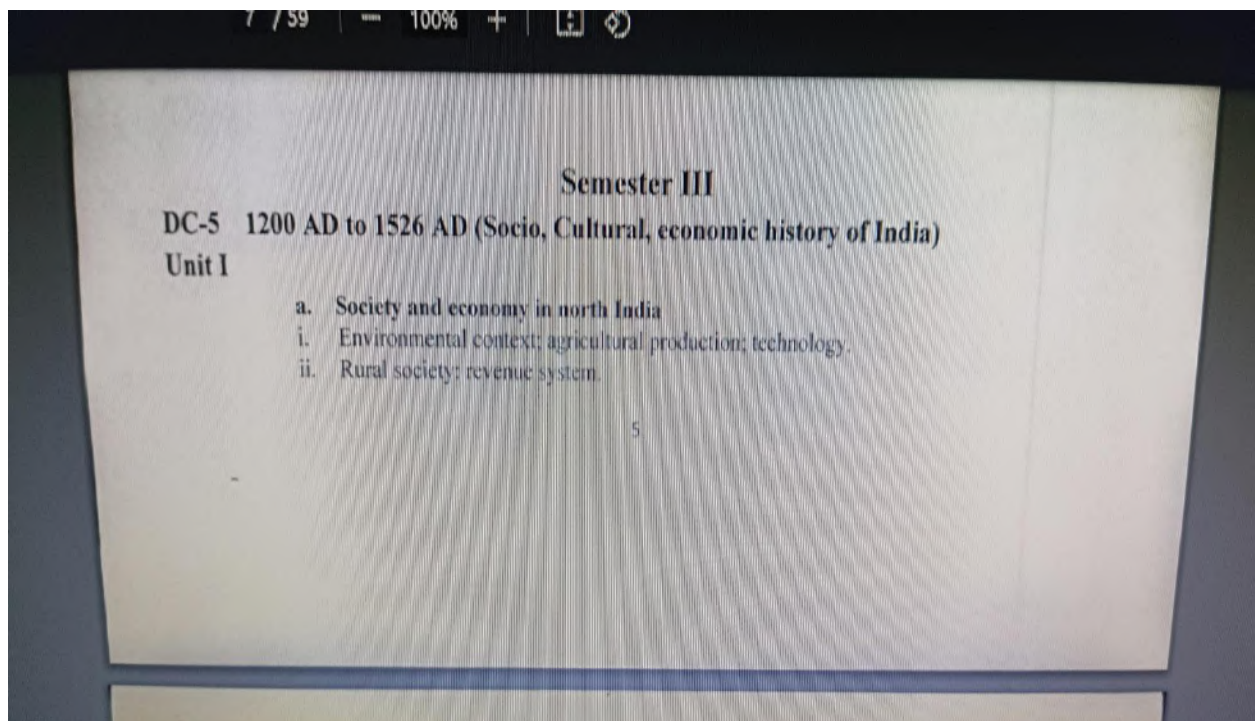 7 / 59 100%
Semester III
DC-5 1200 AD to 1526 AD (Socio, Cultural, economic history of India)
Unit I
a. Society and economy in north India
i. Environmental context; agricultural production; technology.
ii. Rural society: revenue system.
5